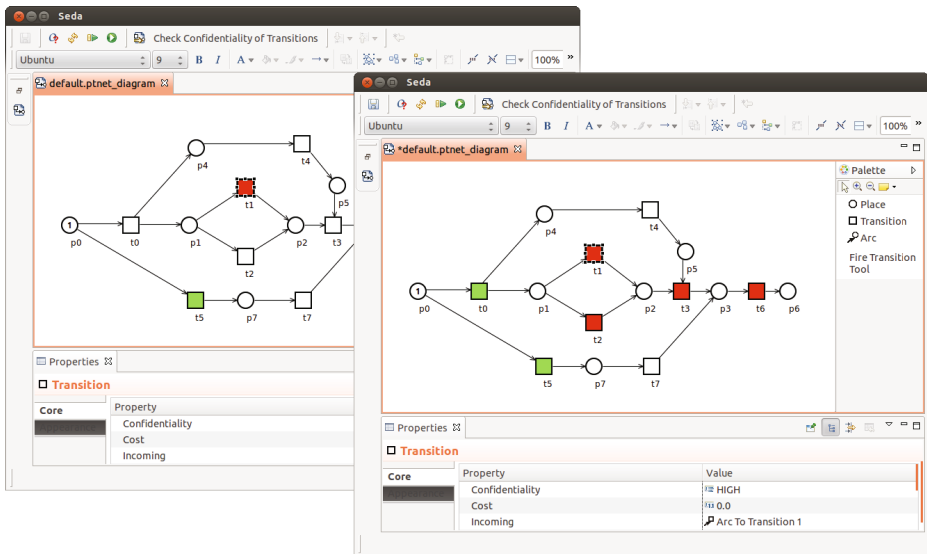 Seda
Check Confidentiality of Transitions
Ubuntu 9 B I A 100% »
default.ptnet_diagram
p4 t4
t1 p5
1
p0 t0 p1 p2 t3
t2
t5 p7 t7
Properties
Transition
Core Property
Appearance Confidentiality
Cost
Incoming
Seda
Check Confidentiality of Transitions
Ubuntu 9 B I A 100% »
*default.ptnet_diagram
Palette
Place
Transition
Arc
Fire Transition
Tool
p4 t4
t1 p5
1
p0 t0 p1 p2 t3 p3 t6 p6
t2
t5 p7 t7
Properties
Transition
Core Property Value
Appearance Confidentiality HIGH
Cost 0.0
Incoming Arc To Transition 1